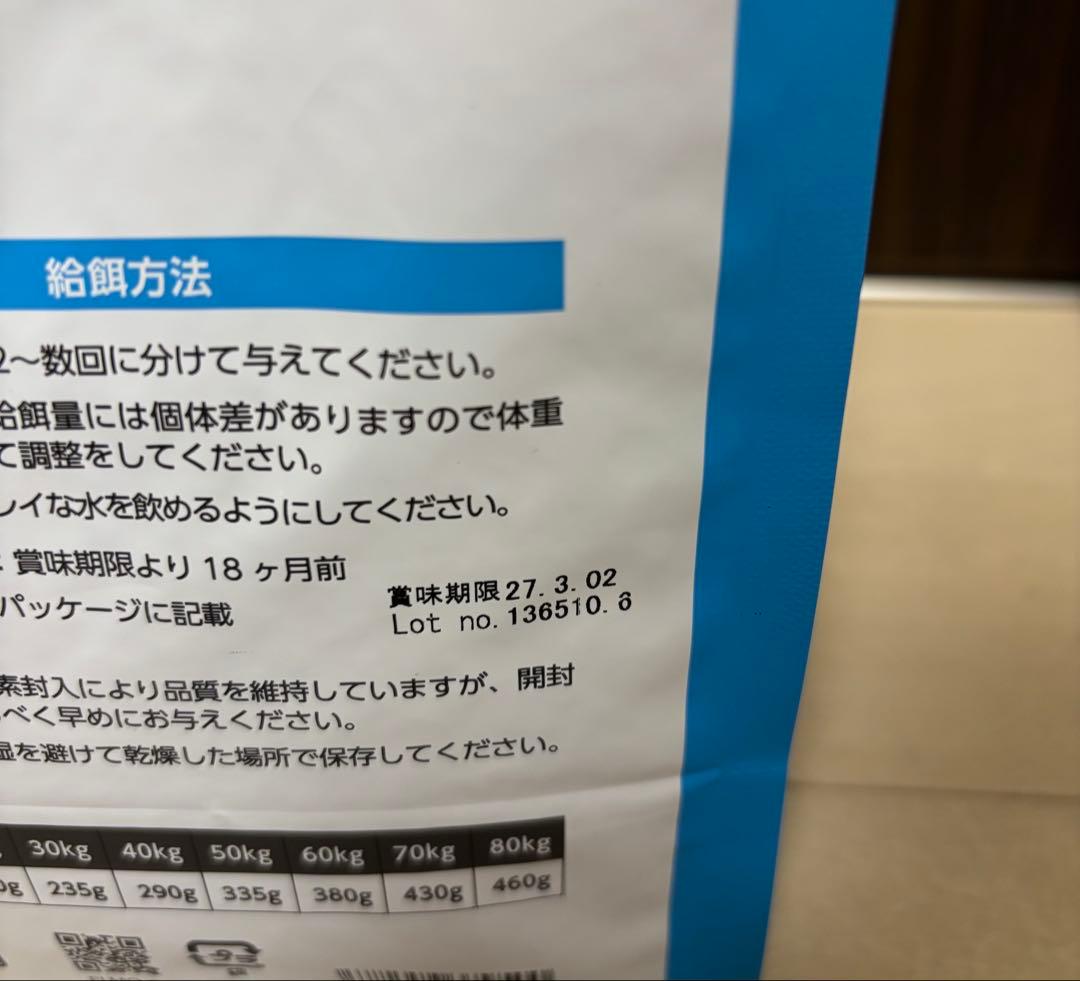 給餌方法
2〜数回に分けて与えてください。
給餌量には個体差がありますので体重
て調整をしてください。
レイな水を飲めるようにしてください。
: 賞味期限より 18 ヶ月前
パッケージに記載
賞味期限27. 3. 02
Lot no. 136510. 6
素封入により品質を維持していますが、開封
べく早めにお与えください。
湿を避けて乾燥した場所で保存してください。
30kg 40kg 50kg 60kg 70kg 80kg
0g 235g 290g 335g 380g 430g 460g